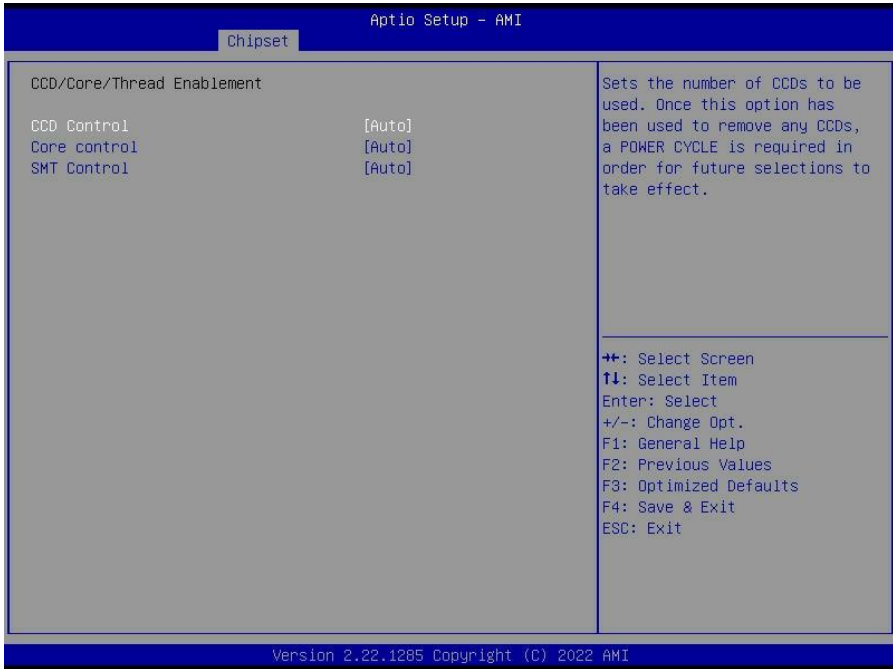 Aptio Setup – AMI
Chipset
CCD/Core/Thread Enablement
CCD Control [Auto]
Core control [Auto]
SMT Control [Auto]
Sets the number of CCDs to be
used. Once this option has
been used to remove any CCDs,
a POWER CYCLE is required in
order for future selections to
take effect.
→←: Select Screen
↑↓: Select Item
Enter: Select
+/-: Change Opt.
F1: General Help
F2: Previous Values
F3: Optimized Defaults
F4: Save & Exit
ESC: Exit
Version 2.22.1285 Copyright (C) 2022 AMI